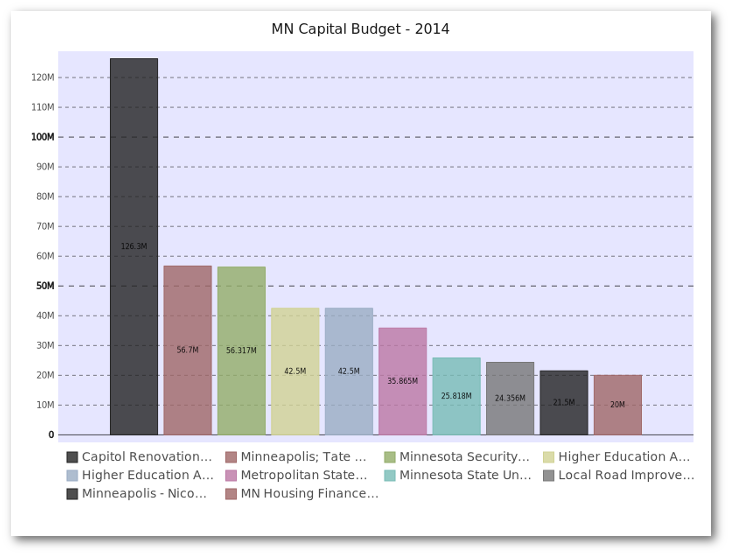 MN Capital Budget - 2014
120M
110M
100M
90M
80M
70M
60M
50M
40M
30M
20M
10M
0
126.3M
56.7M
56.317M
42.5M
42.5M
35.865M
25.818M
24.356M
21.5M
20M
Capitol Renovation... Minneapolis; Tate ... Minnesota Security... Higher Education A...
Higher Education A... Metropolitan State... Minnesota State Un... Local Road Improve...
Minneapolis - Nico... MN Housing Finance...